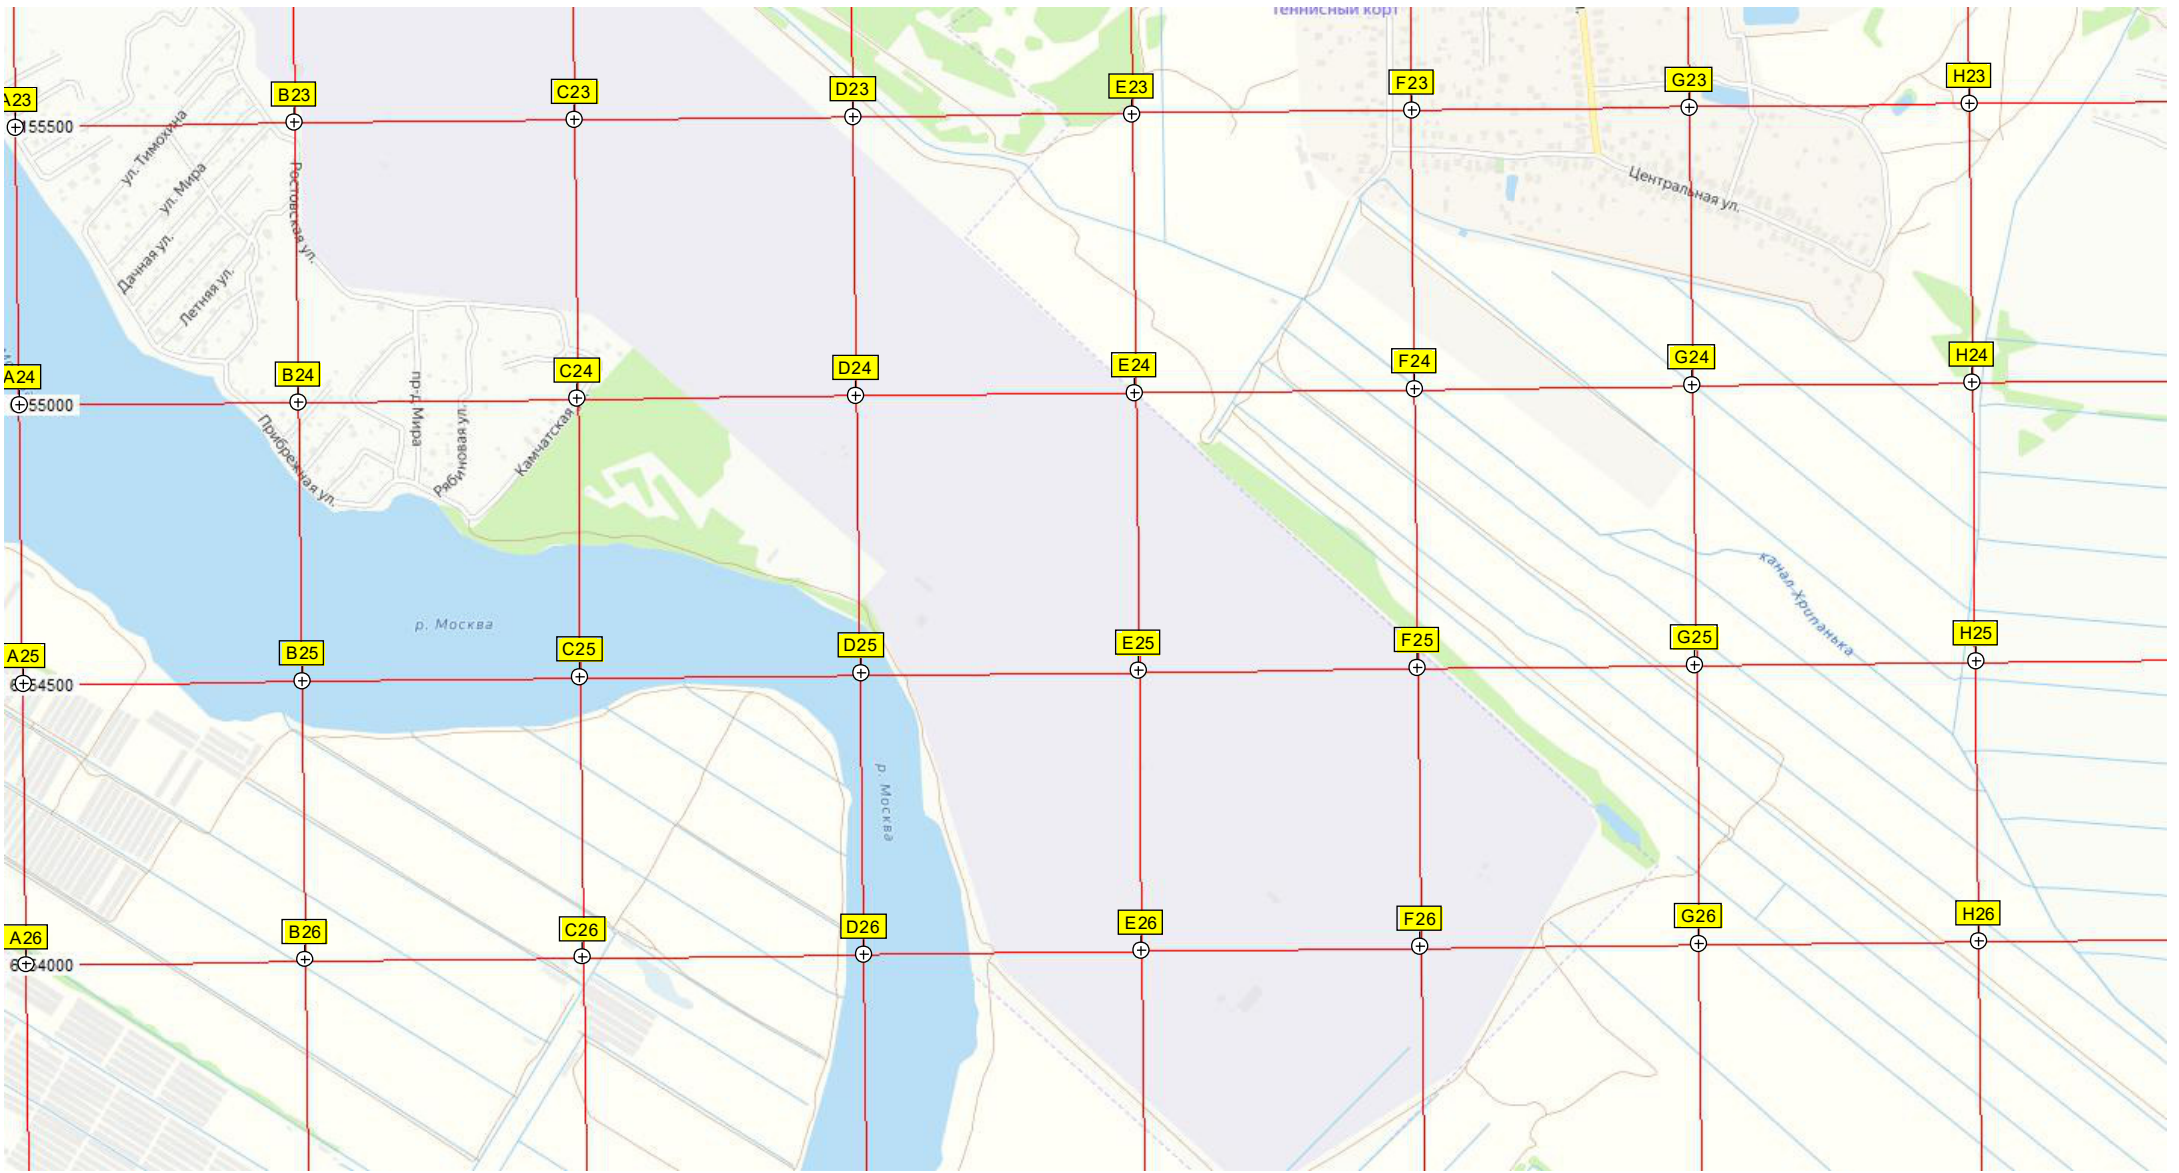 Теннисный корт
A23
B23
C23
D23
E23
F23
G23
H23
55500
ул. Тимохина
ул. Мира
Ростовская ул.
Дачная ул.
Летняя ул.
Центральная ул.
A24
B24
C24
D24
E24
F24
G24
H24
55000
Прибрежная ул.
пр-д Мира
Рябиновая ул.
Камчатская
канал Хрипанька
р. Москва
A25
B25
C25
D25
E25
F25
G25
H25
54500
р. Москва
A26
B26
C26
D26
E26
F26
G26
H26
54000